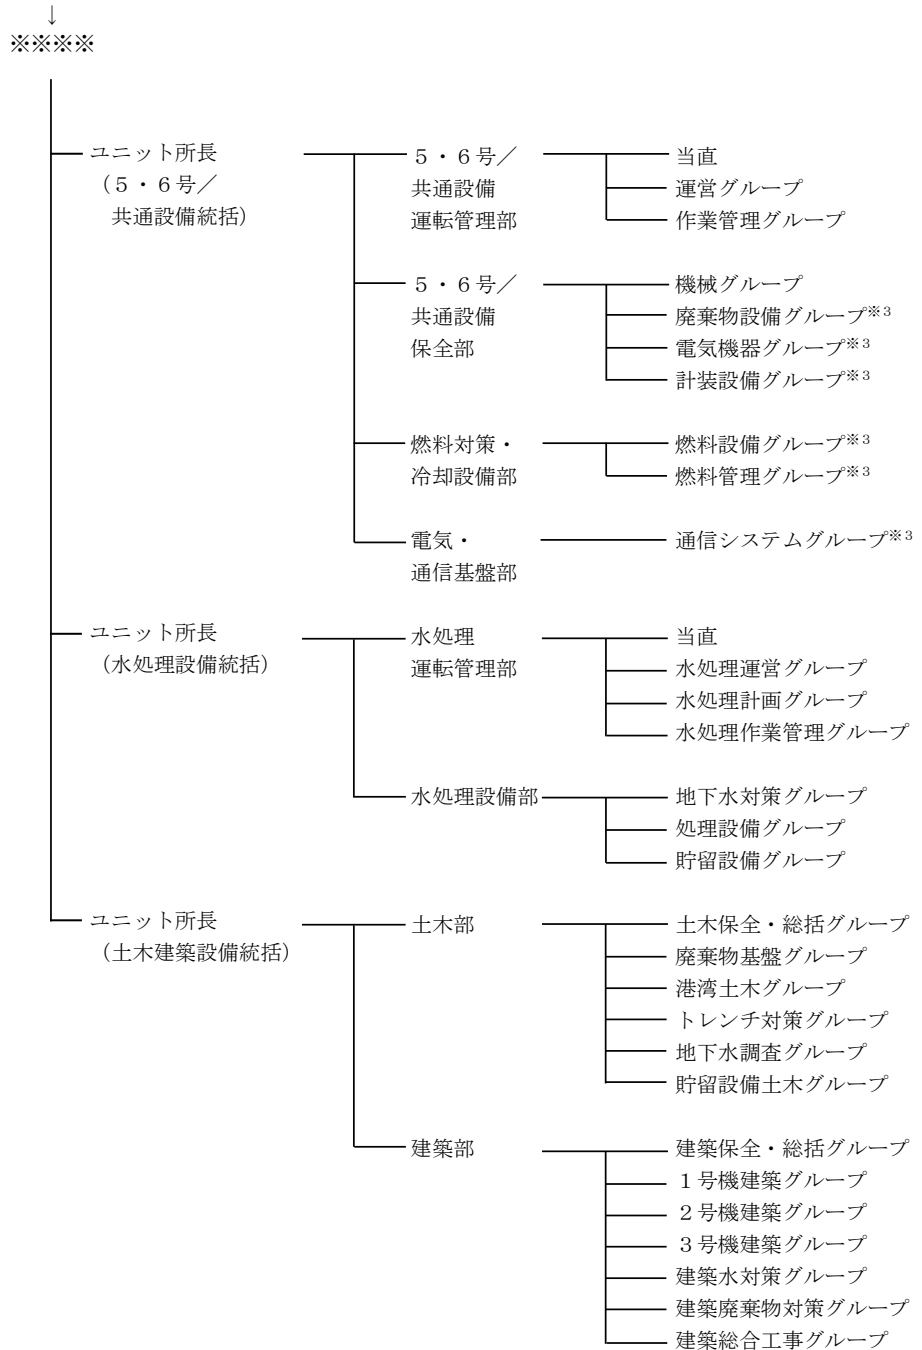 ↓
※※※※
ユニット所長
（５・６号／
共通設備統括）
５・６号／
共通設備
運転管理部
当直
運営グループ
作業管理グループ
５・６号／
共通設備
保全部
機械グループ
廃棄物設備グループ※3
電気機器グループ※3
計装設備グループ※3
燃料対策・
冷却設備部
燃料設備グループ※3
燃料管理グループ※3
電気・
通信基盤部
通信システムグループ※3
ユニット所長
（水処理設備統括）
水処理
運転管理部
当直
水処理運営グループ
水処理計画グループ
水処理作業管理グループ
水処理設備部
地下水対策グループ
処理設備グループ
貯留設備グループ
ユニット所長
（土木建築設備統括）
土木部
土木保全・総括グループ
廃棄物基盤グループ
港湾土木グループ
トレンチ対策グループ
地下水調査グループ
貯留設備土木グループ
建築部
建築保全・総括グループ
１号機建築グループ
２号機建築グループ
３号機建築グループ
建築水対策グループ
建築廃棄物対策グループ
建築総合工事グループ